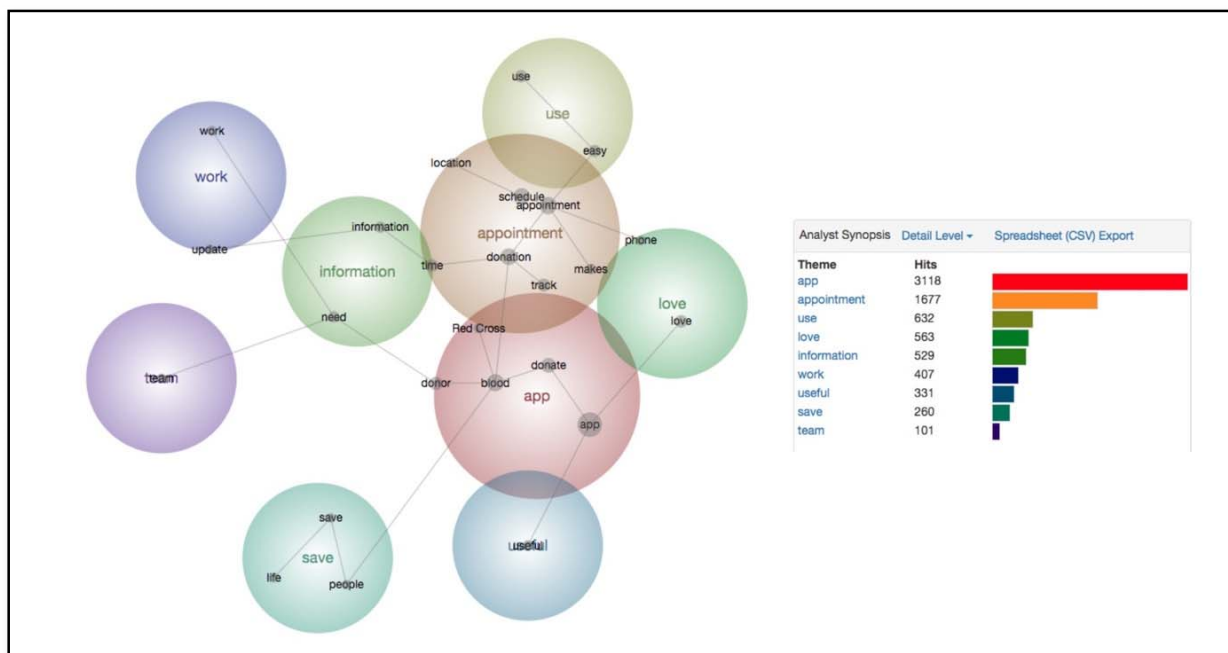 use
use
easy
work
work
update
location
schedule
appointment
appointment
information
information
time
donation
phone
makes
track
love
love
need
Red Cross
team
team
donor
blood
donate
app
app
save
save
life
people
useful
useful
Analyst Synopsis Detail Level Spreadsheet (CSV) Export
Theme Hits
app 3118
appointment 1677
use 632
love 563
information 529
work 407
useful 331
save 260
team 101